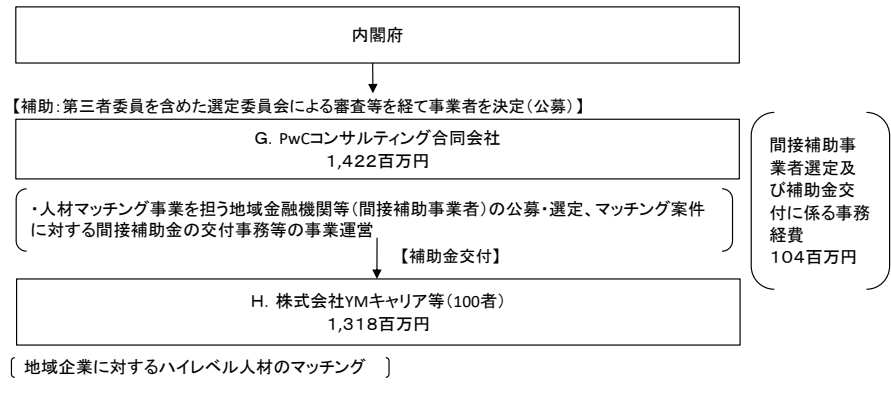 内閣府
【補助：第三者委員を含めた選定委員会による審査等を経て事業者を決定（公募）】
G．PwCコンサルティング合同会社
1,422百万円
・人材マッチング事業を担う地域金融機関等（間接補助事業者）の公募・選定、マッチング案件
に対する間接補助金の交付事務等の事業運営
【補助金交付】
H．株式会社YMキャリア等（100者）
1,318百万円
地域企業に対するハイレベル人材のマッチング
間接補助事
業者選定及
び補助金交
付に係る事務
経費
104百万円